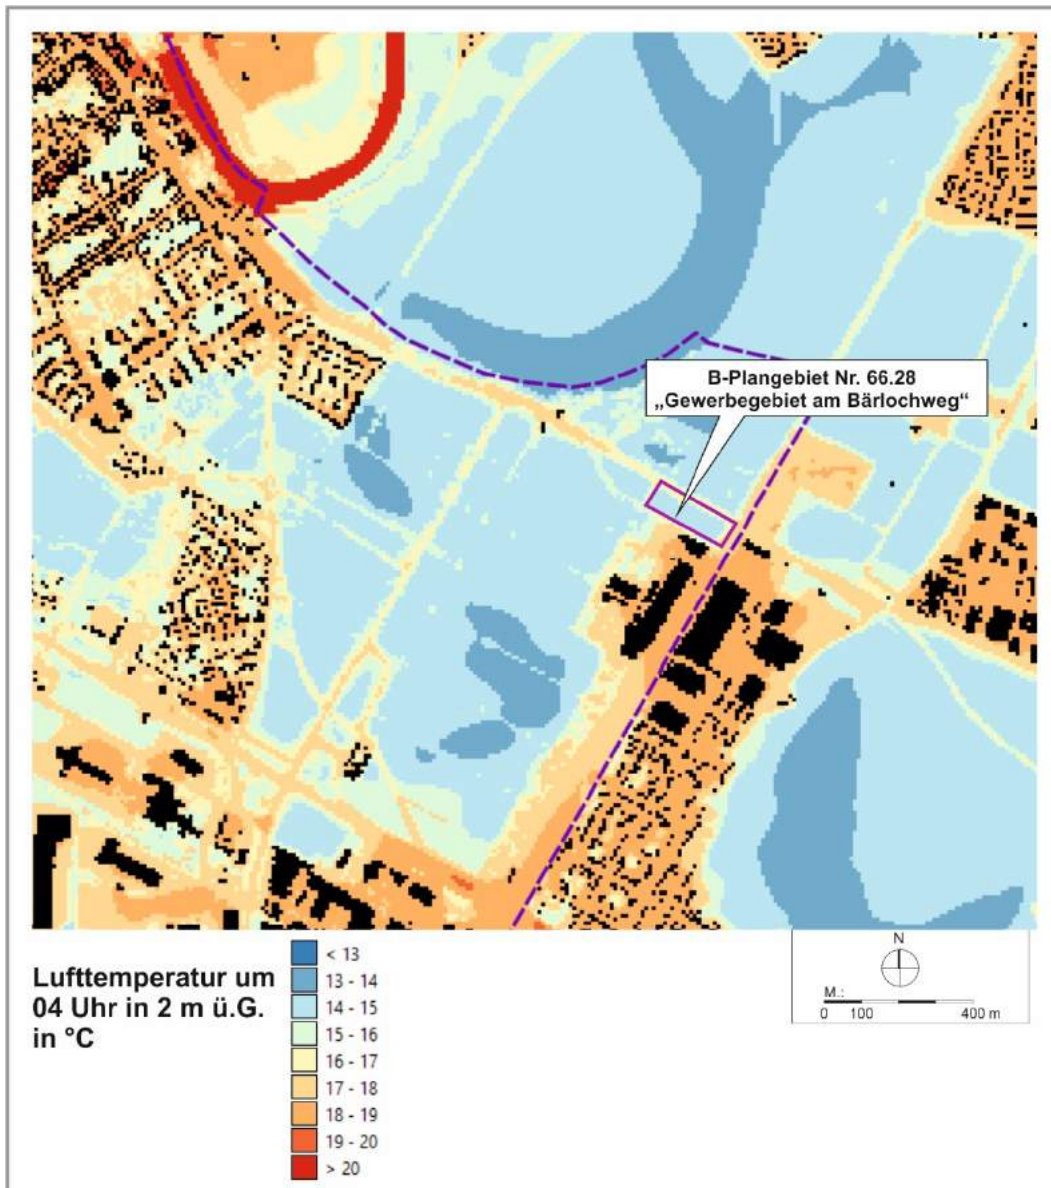 B-Plangebiet Nr. 66.28
„Gewerbegebiet am Bärlochweg“
Lufttemperatur um
04 Uhr in 2 m ü.G.
in °C
< 13
13 - 14
14 - 15
15 - 16
16 - 17
17 - 18
18 - 19
19 - 20
> 20
N
M.:
0 100 400 m